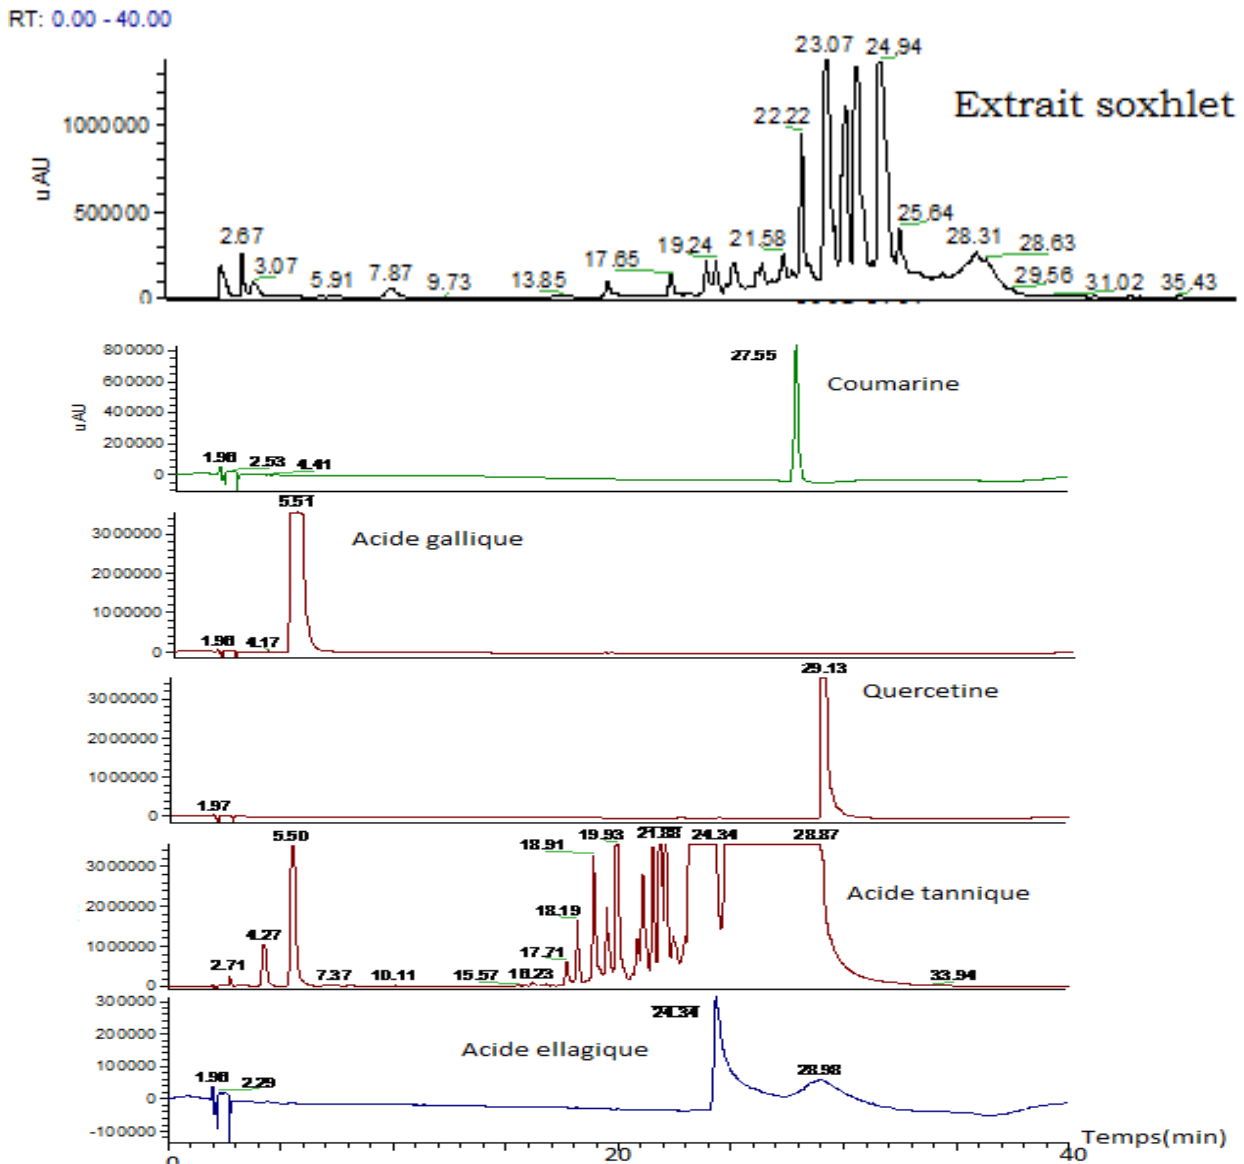 RT: 0.00 - 40.00
23.07 24,94
Extrait soxhlet
22.22
1000000
uAU
500000
25.64
2.67 17.65 19.24 21.58 28.31 28.63
3.07 5.91 7.87 9.73 13.85 29.56 31.02 35.43
0
800000
27.55
Coumarine
600000
uAU
400000
200000
1.96 2.53 4.41
0
5.51
3000000
Acide gallique
2000000
1000000
1.96 4.17
0
29.13
Quercetine
3000000
2000000
1000000
1.97
0
5.50 19.93 21.88 24.34 28.87
18.91
3000000
Acide tannique
2000000
18.19
1000000
4.27 17.71
2.71 7.37 10.11 15.57 16.23 33.94
0
300000
24.34
200000
Acide ellagique
100000
1.96 2.29 28.98
0
-100000
Temps(min)
0 20 40